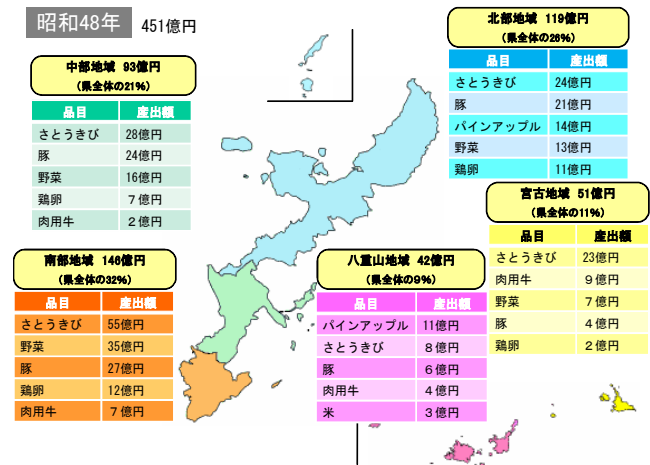 昭和48年 451億円
北部地域 119億円
(県全体の26%)
品目 産出額
さとうきび 24億円
豚 21億円
パインアップル 14億円
野菜 13億円
鶏卵 11億円
中部地域 93億円
(県全体の21%)
品目 産出額
さとうきび 28億円
豚 24億円
野菜 16億円
鶏卵 7億円
肉用牛 2億円
宮古地域 51億円
(県全体の11%)
品目 産出額
さとうきび 23億円
肉用牛 9億円
野菜 7億円
豚 4億円
鶏卵 2億円
南部地域 146億円
(県全体の32%)
品目 産出額
さとうきび 55億円
野菜 35億円
豚 27億円
鶏卵 12億円
肉用牛 7億円
八重山地域 42億円
(県全体の9%)
品目 産出額
パインアップル 11億円
さとうきび 8億円
豚 6億円
肉用牛 4億円
米 3億円